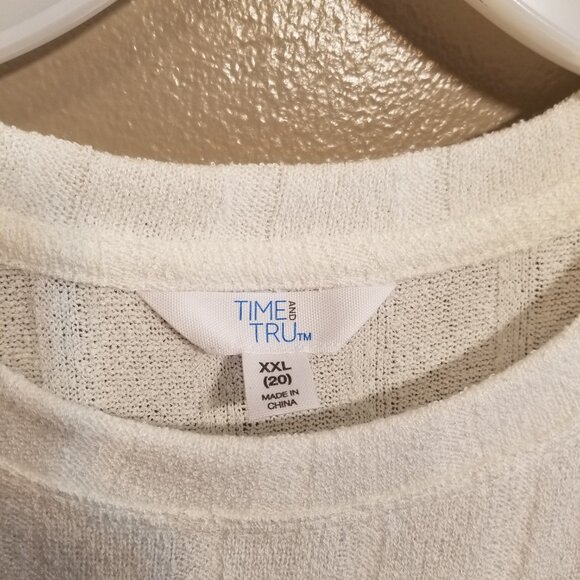 TIME AND
TRU™
XXL
(20)
MADE IN
CHINA